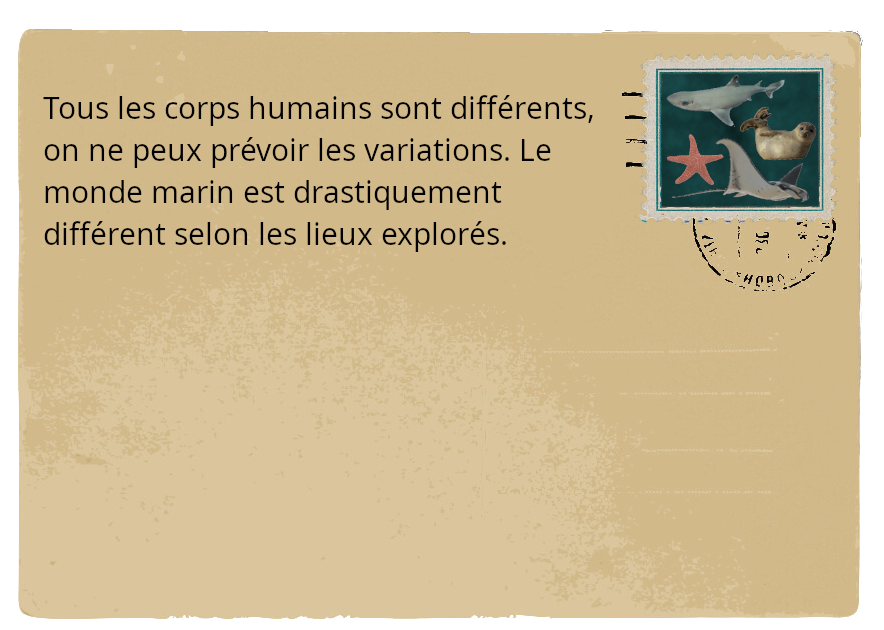 Tous les corps humains sont différents,
on ne peux prévoir les variations. Le
monde marin est drastiquement
différent selon les lieux explorés.